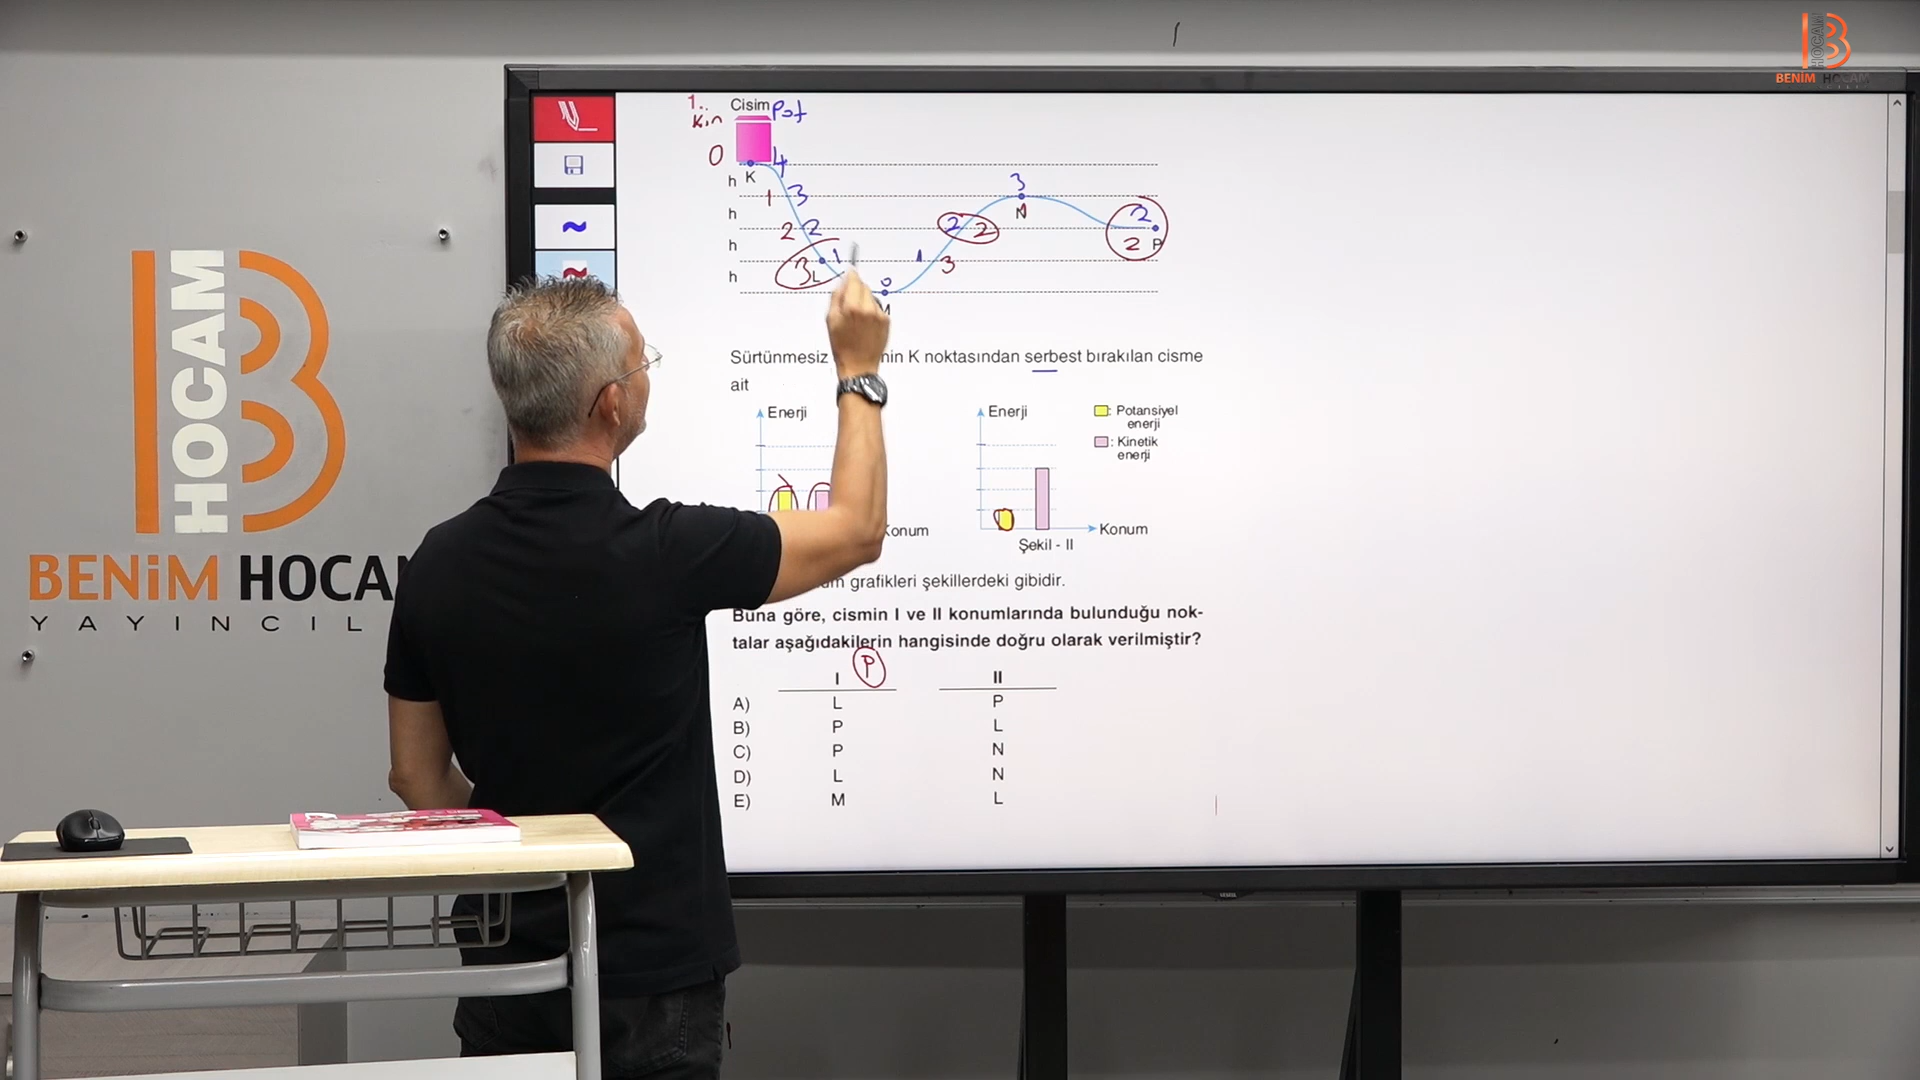 HOCAM
BENİM HOCAM
HOCAM
BENİM HOCA
YAYINCIL
Kin
Cisim
Pot
0
4
h
K
1
3
h
2
2
h
3
L
1
h
0
1
3
2
2
3
N
2
2
P
Sürtünmesiz
K noktasından serbest bırakılan cisme
ait
Enerji
Konum
Enerji
Konum
Şekil - II
: Potansiyel
enerji
: Kinetik
enerji
grafikleri şekillerdeki gibidir.
Buna göre, cismin I ve II konumlarında bulunduğu nok-
talar aşağıdakilerin hangisinde doğru olarak verilmiştir?
P
I II
A) L P
B) P L
C) P N
D) L N
E) M L